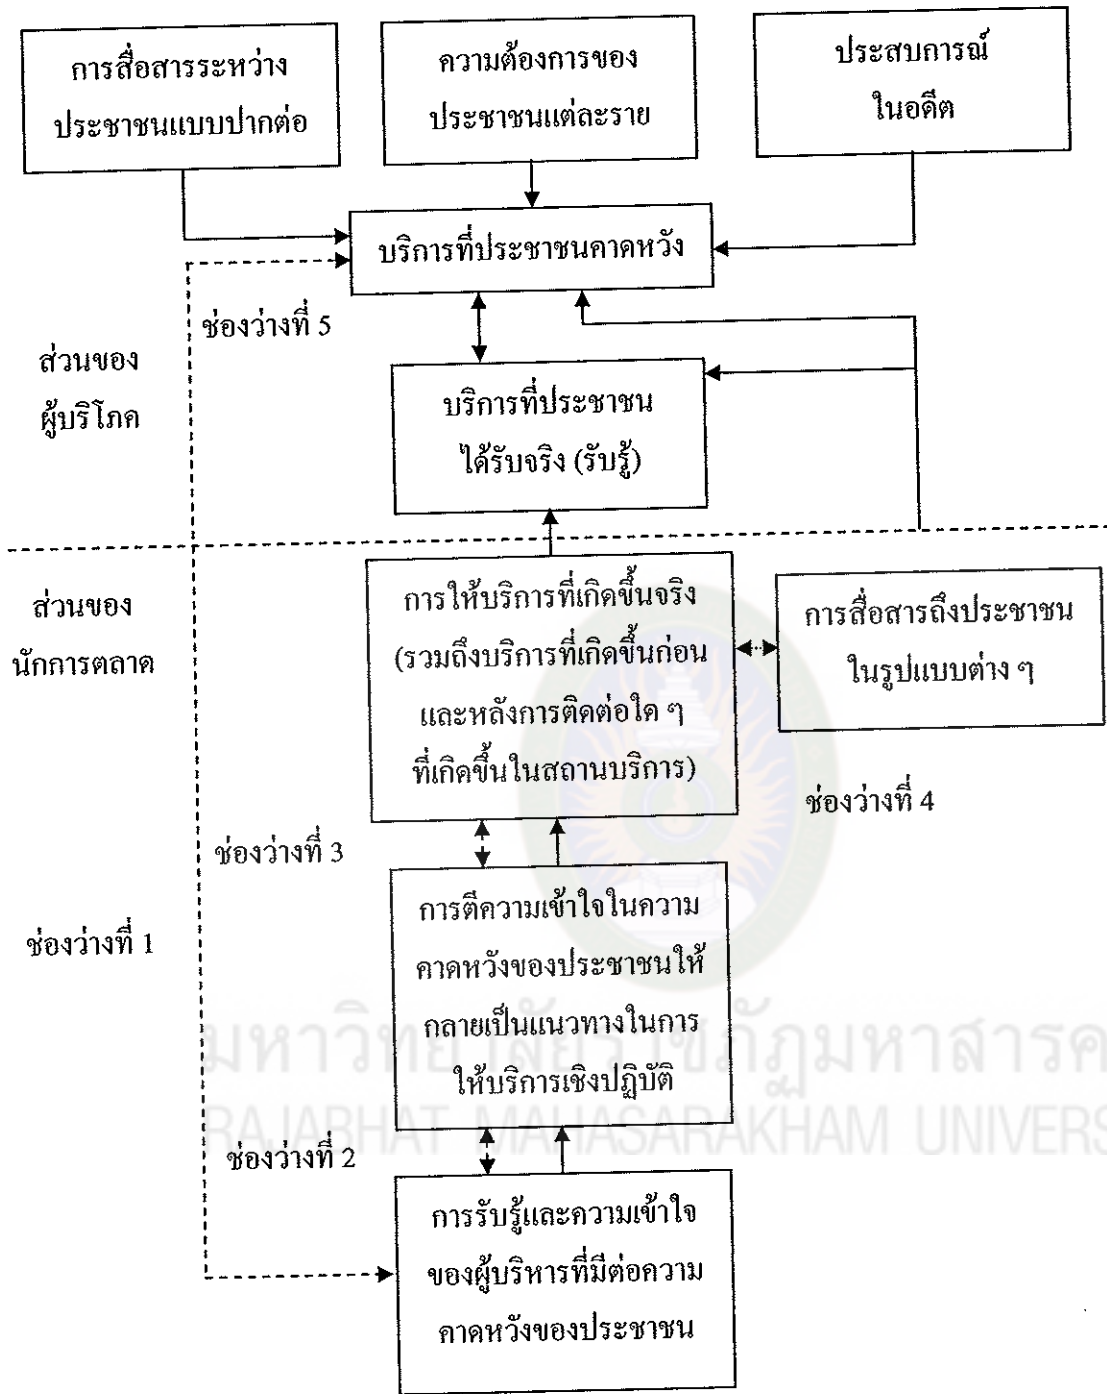 การสื่อสารระหว่าง
ประชาชนแบบปากต่อ
ความต้องการของ
ประชาชนแต่ละราย
ประสบการณ์
ในอดีต
บริการที่ประชาชนคาดหวัง
ช่องว่างที่ 5
ส่วนของ
ผู้บริโภค
บริการที่ประชาชน
ได้รับจริง (รับรู้)
ส่วนของ
นักการตลาด
การให้บริการที่เกิดขึ้นจริง
(รวมถึงบริการที่เกิดขึ้นก่อน
และหลังการติดต่อใด ๆ
ที่เกิดขึ้นในสถานบริการ)
การสื่อสารถึงประชาชน
ในรูปแบบต่าง ๆ
ช่องว่างที่ 4
ช่องว่างที่ 3
ช่องว่างที่ 1
การตีความเข้าใจในความ
คาดหวังของประชาชนให้
กลายเป็นแนวทางในการ
ให้บริการเชิงปฏิบัติ
มหาวิทยาลัยราชภัฏมหาสารค
RAJABHAT MAHASARAKHAM UNIVERS
ช่องว่างที่ 2
การรับรู้และความเข้าใจ
ของผู้บริหารที่มีต่อความ
คาดหวังของประชาชน